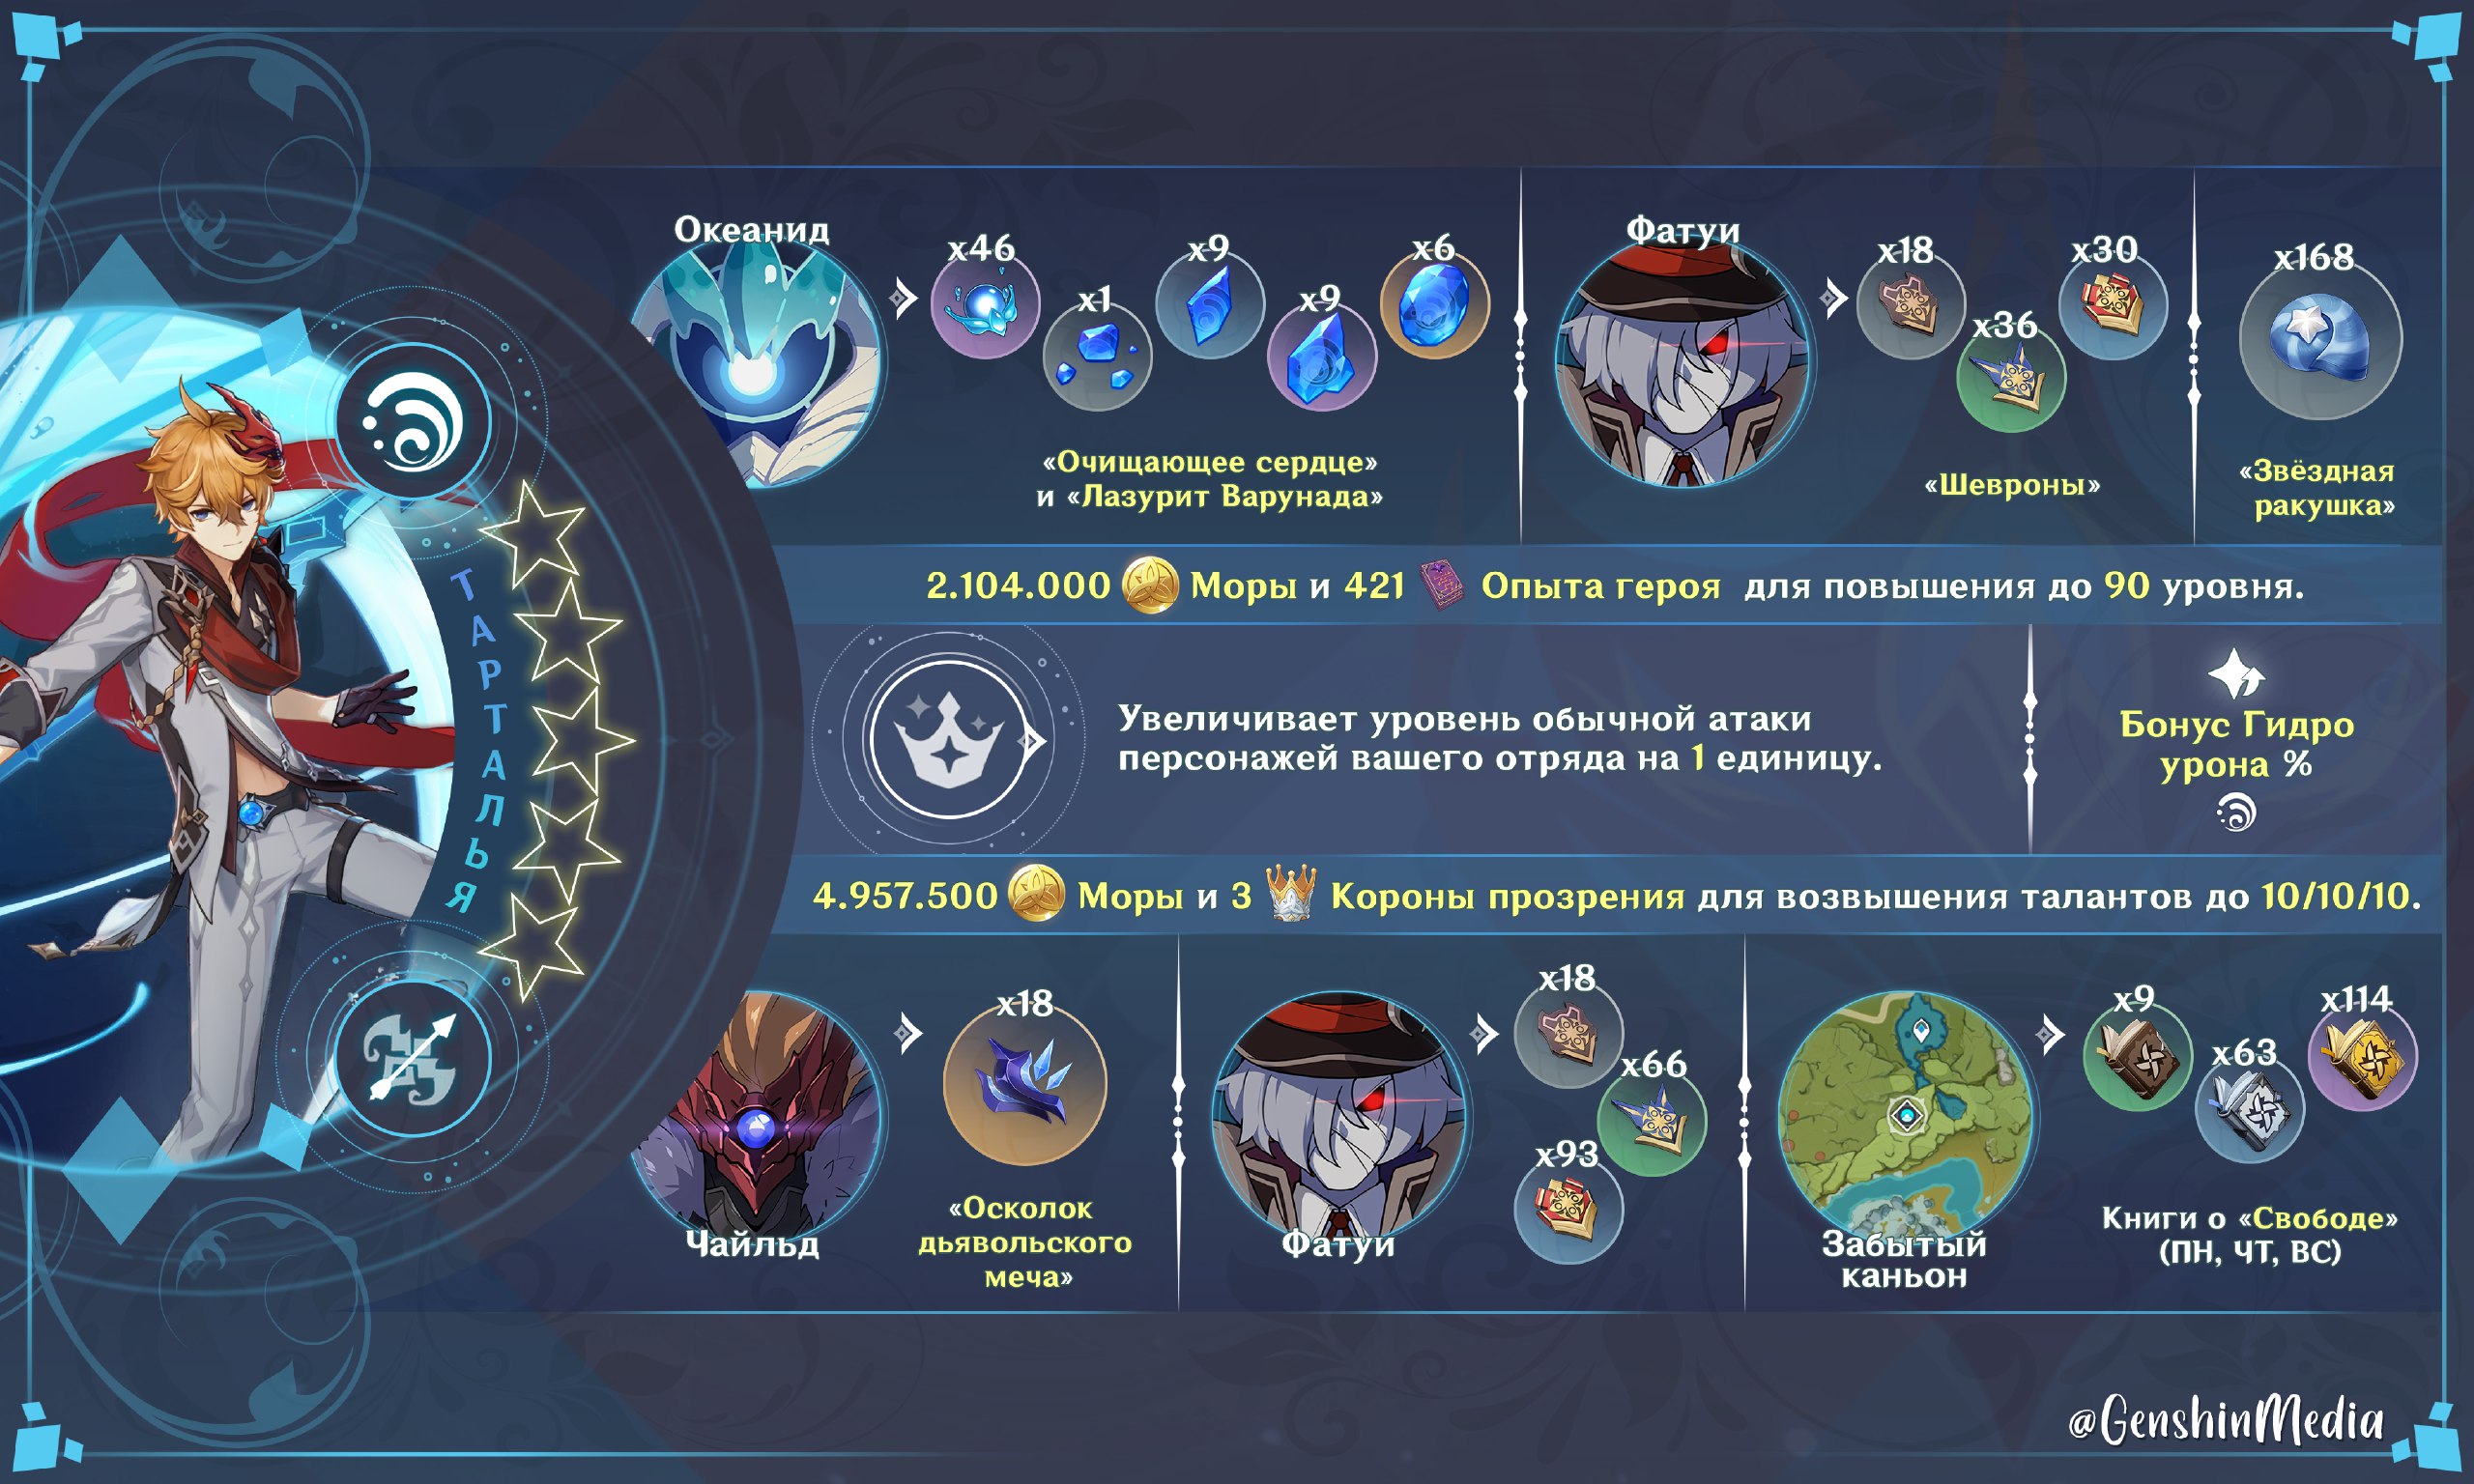 ТАРТАЛЬЯ
Океанид
x46
x1
x9
x9
x6
«Очищающее сердце»
и «Лазурит Варунада»
Фатуи
x18
x36
x30
«Шевроны»
x168
«Звёздная
ракушка»
2.104.000 Моры и 421 Опыта героя для повышения до 90 уровня.
Увеличивает уровень обычной атаки
персонажей вашего отряда на 1 единицу.
Бонус Гидро
урона %
4.957.500 Моры и 3 Короны прозрения для возвышения талантов до 10/10/10.
Чайльд
x18
«Осколок
дьявольского
меча»
Фатуи
x18
x66
x93
Забытый
каньон
x9
x63
x114
Книги о «Свободе»
(ПН, ЧТ, ВС)
@GenshinMedia